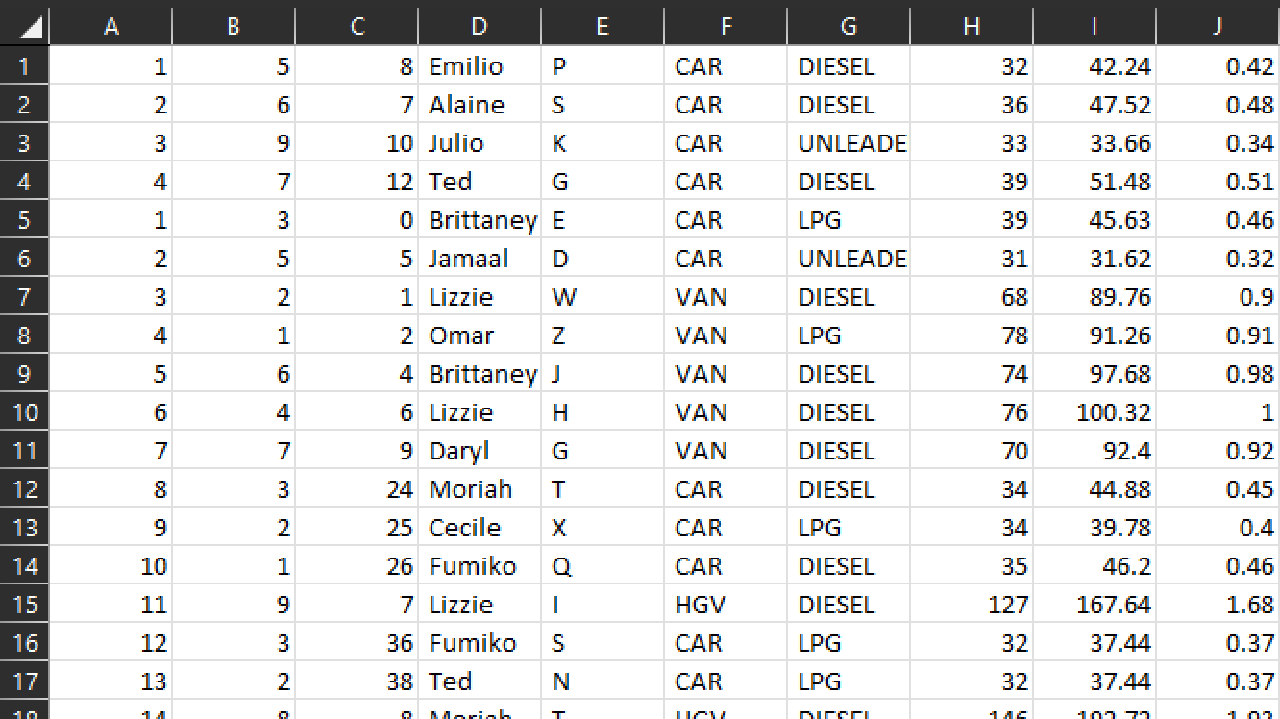 A B C D E F G H I J
1 1 5 8 Emilio P CAR DIESEL 32 42.24 0.42
2 2 6 7 Alaine S CAR DIESEL 36 47.52 0.48
3 3 9 10 Julio K CAR UNLEADE 33 33.66 0.34
4 4 7 12 Ted G CAR DIESEL 39 51.48 0.51
5 1 3 0 Brittaney E CAR LPG 39 45.63 0.46
6 2 5 5 Jamaal D CAR UNLEADE 31 31.62 0.32
7 3 2 1 Lizzie W VAN DIESEL 68 89.76 0.9
8 4 1 2 Omar Z VAN LPG 78 91.26 0.91
9 5 6 4 Brittaney J VAN DIESEL 74 97.68 0.98
10 6 4 6 Lizzie H VAN DIESEL 76 100.32 1
11 7 7 9 Daryl G VAN DIESEL 70 92.4 0.92
12 8 3 24 Moriah T CAR DIESEL 34 44.88 0.45
13 9 2 25 Cecile X CAR LPG 34 39.78 0.4
14 10 1 26 Fumiko Q CAR DIESEL 35 46.2 0.46
15 11 9 7 Lizzie I HGV DIESEL 127 167.64 1.68
16 12 3 36 Fumiko S CAR LPG 32 37.44 0.37
17 13 2 38 Ted N CAR LPG 32 37.44 0.37
18 14 8 8 Moriah T HGV DIESEL 146 192.72 1.93